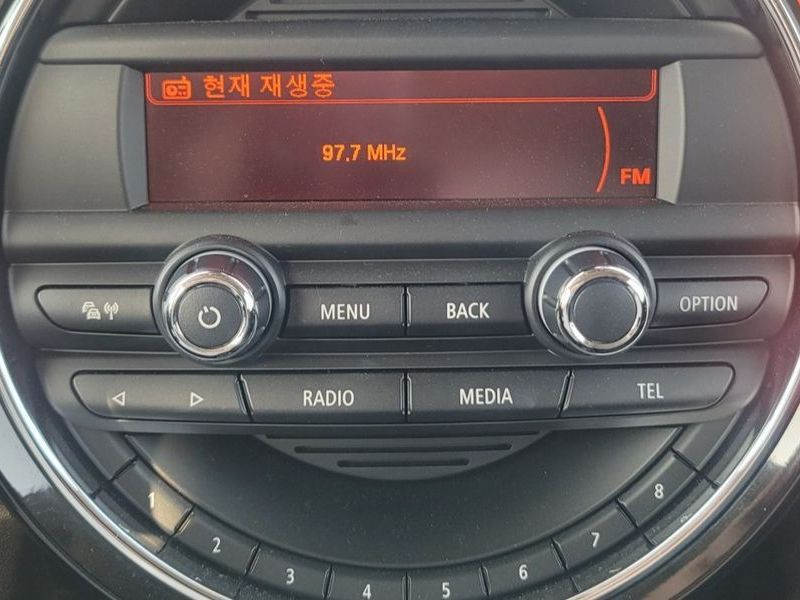 현재 재생중
97.7 MHz
FM
MENU
BACK
OPTION
RADIO
MEDIA
TEL
1
2
3
4
5
6
7
8